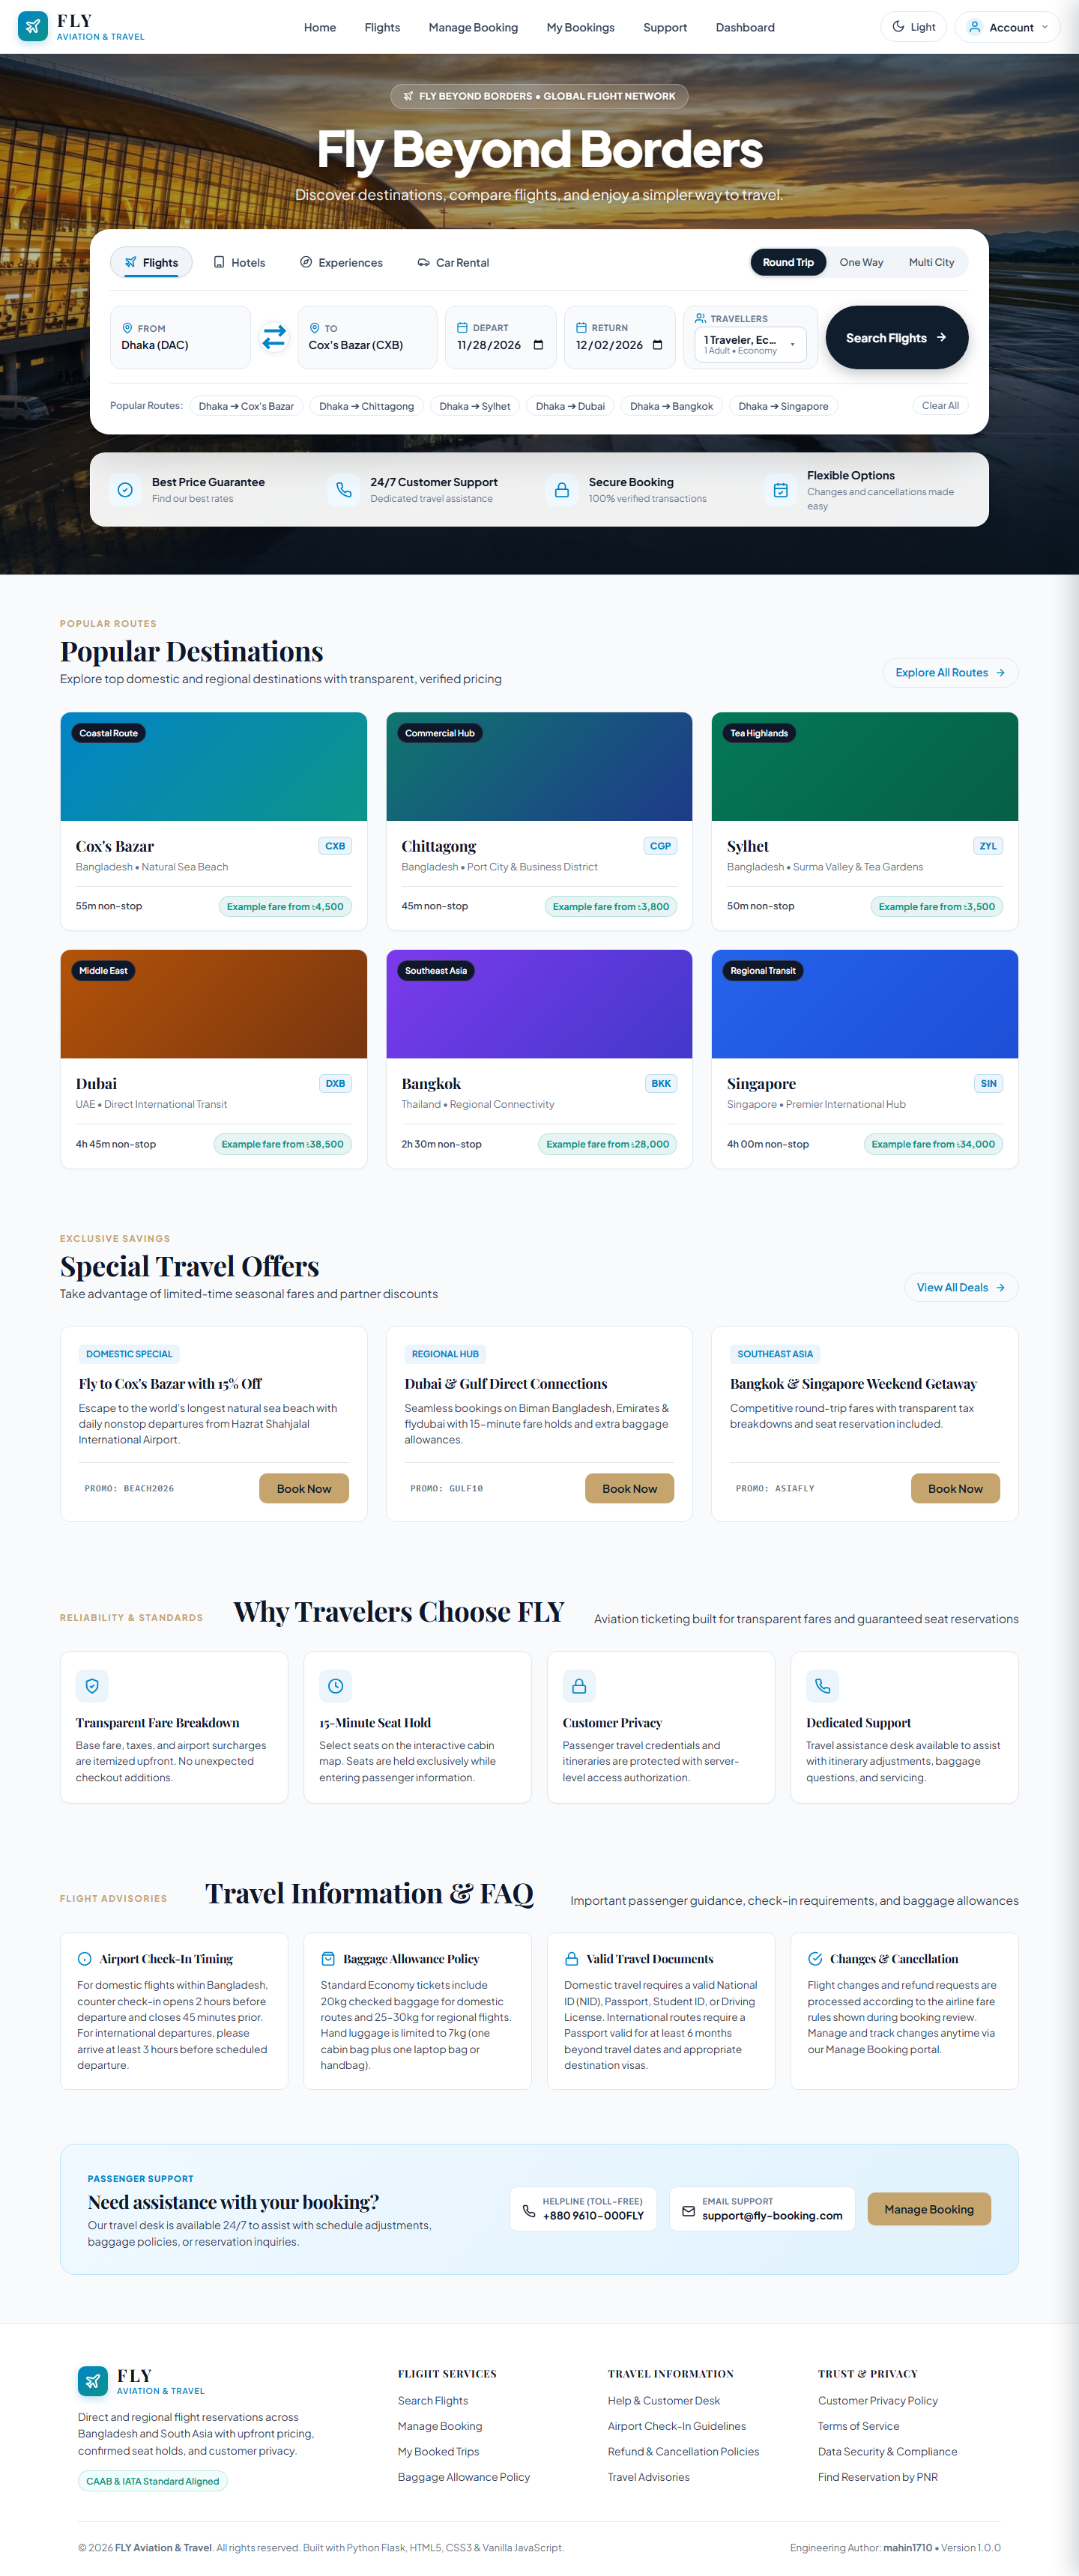 FLY
AVIATION & TRAVEL
Home
Flights
Manage Booking
My Bookings
Support
Dashboard
Light
Account
FLY BEYOND BORDERS • GLOBAL FLIGHT NETWORK
Fly Beyond Borders
Discover destinations, compare flights, and enjoy a simpler way to travel.
Flights
Hotels
Experiences
Car Rental
Round Trip
One Way
Multi City
FROM
Dhaka (DAC)
TO
Cox's Bazar (CXB)
DEPART
11/28/2026
RETURN
12/02/2026
TRAVELLERS
1 Traveler, Ec...
1 Adult • Economy
Search Flights →
Popular Routes:
Dhaka → Cox's Bazar
Dhaka → Chittagong
Dhaka → Sylhet
Dhaka → Dubai
Dhaka → Bangkok
Dhaka → Singapore
Clear All
Best Price Guarantee
Find our best rates
24/7 Customer Support
Dedicated travel assistance
Secure Booking
100% verified transactions
Flexible Options
Changes and cancellations made
easy
POPULAR ROUTES
Popular Destinations
Explore top domestic and regional destinations with transparent, verified pricing
Explore All Routes →
Coastal Route
Cox's Bazar
CXB
Bangladesh • Natural Sea Beach
55m non-stop
Example fare from ৳4,500
Commercial Hub
Chittagong
CGP
Bangladesh • Port City & Business District
45m non-stop
Example fare from ৳3,800
Tea Highlands
Sylhet
ZYL
Bangladesh • Surma Valley & Tea Gardens
50m non-stop
Example fare from ৳3,500
Middle East
Dubai
DXB
UAE • Direct International Transit
4h 45m non-stop
Example fare from ৳38,500
Southeast Asia
Bangkok
BKK
Thailand • Regional Connectivity
2h 30m non-stop
Example fare from ৳28,000
Regional Transit
Singapore
SIN
Singapore • Premier International Hub
4h 00m non-stop
Example fare from ৳34,000
EXCLUSIVE SAVINGS
Special Travel Offers
Take advantage of limited-time seasonal fares and partner discounts
View All Deals →
DOMESTIC SPECIAL
Fly to Cox's Bazar with 15% Off
Escape to the world's longest natural sea beach with
daily nonstop departures from Hazrat Shahjalal
International Airport.
PROMO: BEACH2026
Book Now
REGIONAL HUB
Dubai & Gulf Direct Connections
Seamless bookings on Biman Bangladesh, Emirates &
flydubai with 15-minute fare holds and extra baggage
allowances.
PROMO: GULF10
Book Now
SOUTHEAST ASIA
Bangkok & Singapore Weekend Getaway
Competitive round-trip fares with transparent tax
breakdowns and seat reservation included.
PROMO: ASIAFLY
Book Now
RELIABILITY & STANDARDS
Why Travelers Choose FLY
Aviation ticketing built for transparent fares and guaranteed seat reservations
Transparent Fare Breakdown
Base fare, taxes, and airport surcharges
are itemized upfront. No unexpected
checkout additions.
15-Minute Seat Hold
Select seats on the interactive cabin
map. Seats are held exclusively while
entering passenger information.
Customer Privacy
Passenger travel credentials and
itineraries are protected with server-
level access authorization.
Dedicated Support
Travel assistance desk available to assist
with itinerary adjustments, baggage
questions, and servicing.
FLIGHT ADVISORIES
Travel Information & FAQ
Important passenger guidance, check-in requirements, and baggage allowances
Airport Check-In Timing
For domestic flights within Bangladesh,
counter check-in opens 2 hours before
departure and closes 45 minutes prior.
For international departures, please
arrive at least 3 hours before scheduled
departure.
Baggage Allowance Policy
Standard Economy tickets include
20kg checked baggage for domestic
routes and 25-30kg for regional flights.
Hand luggage is limited to 7kg (one
cabin bag plus one laptop bag or
handbag).
Valid Travel Documents
Domestic travel requires a valid National
ID (NID), Passport, Student ID, or Driving
License. International routes require a
Passport valid for at least 6 months
beyond travel dates and appropriate
destination visas.
Changes & Cancellation
Flight changes and refund requests are
processed according to the airline fare
rules shown during booking review.
Manage and track changes anytime via
our Manage Booking portal.
PASSENGER SUPPORT
Need assistance with your booking?
Our travel desk is available 24/7 to assist with schedule adjustments,
baggage policies, or reservation inquiries.
HELPLINE (TOLL-FREE)
+880 9610-000FLY
EMAIL SUPPORT
support@fly-booking.com
Manage Booking
FLY
AVIATION & TRAVEL
Direct and regional flight reservations across
Bangladesh and South Asia with upfront pricing,
confirmed seat holds, and customer privacy.
CAAB & IATA Standard Aligned
FLIGHT SERVICES
Search Flights
Manage Booking
My Booked Trips
Baggage Allowance Policy
TRAVEL INFORMATION
Help & Customer Desk
Airport Check-In Guidelines
Refund & Cancellation Policies
Travel Advisories
TRUST & PRIVACY
Customer Privacy Policy
Terms of Service
Data Security & Compliance
Find Reservation by PNR
© 2026 FLY Aviation & Travel. All rights reserved. Built with Python Flask, HTML5, CSS3 & Vanilla JavaScript.
Engineering Author: mahin1710 • Version 1.0.0